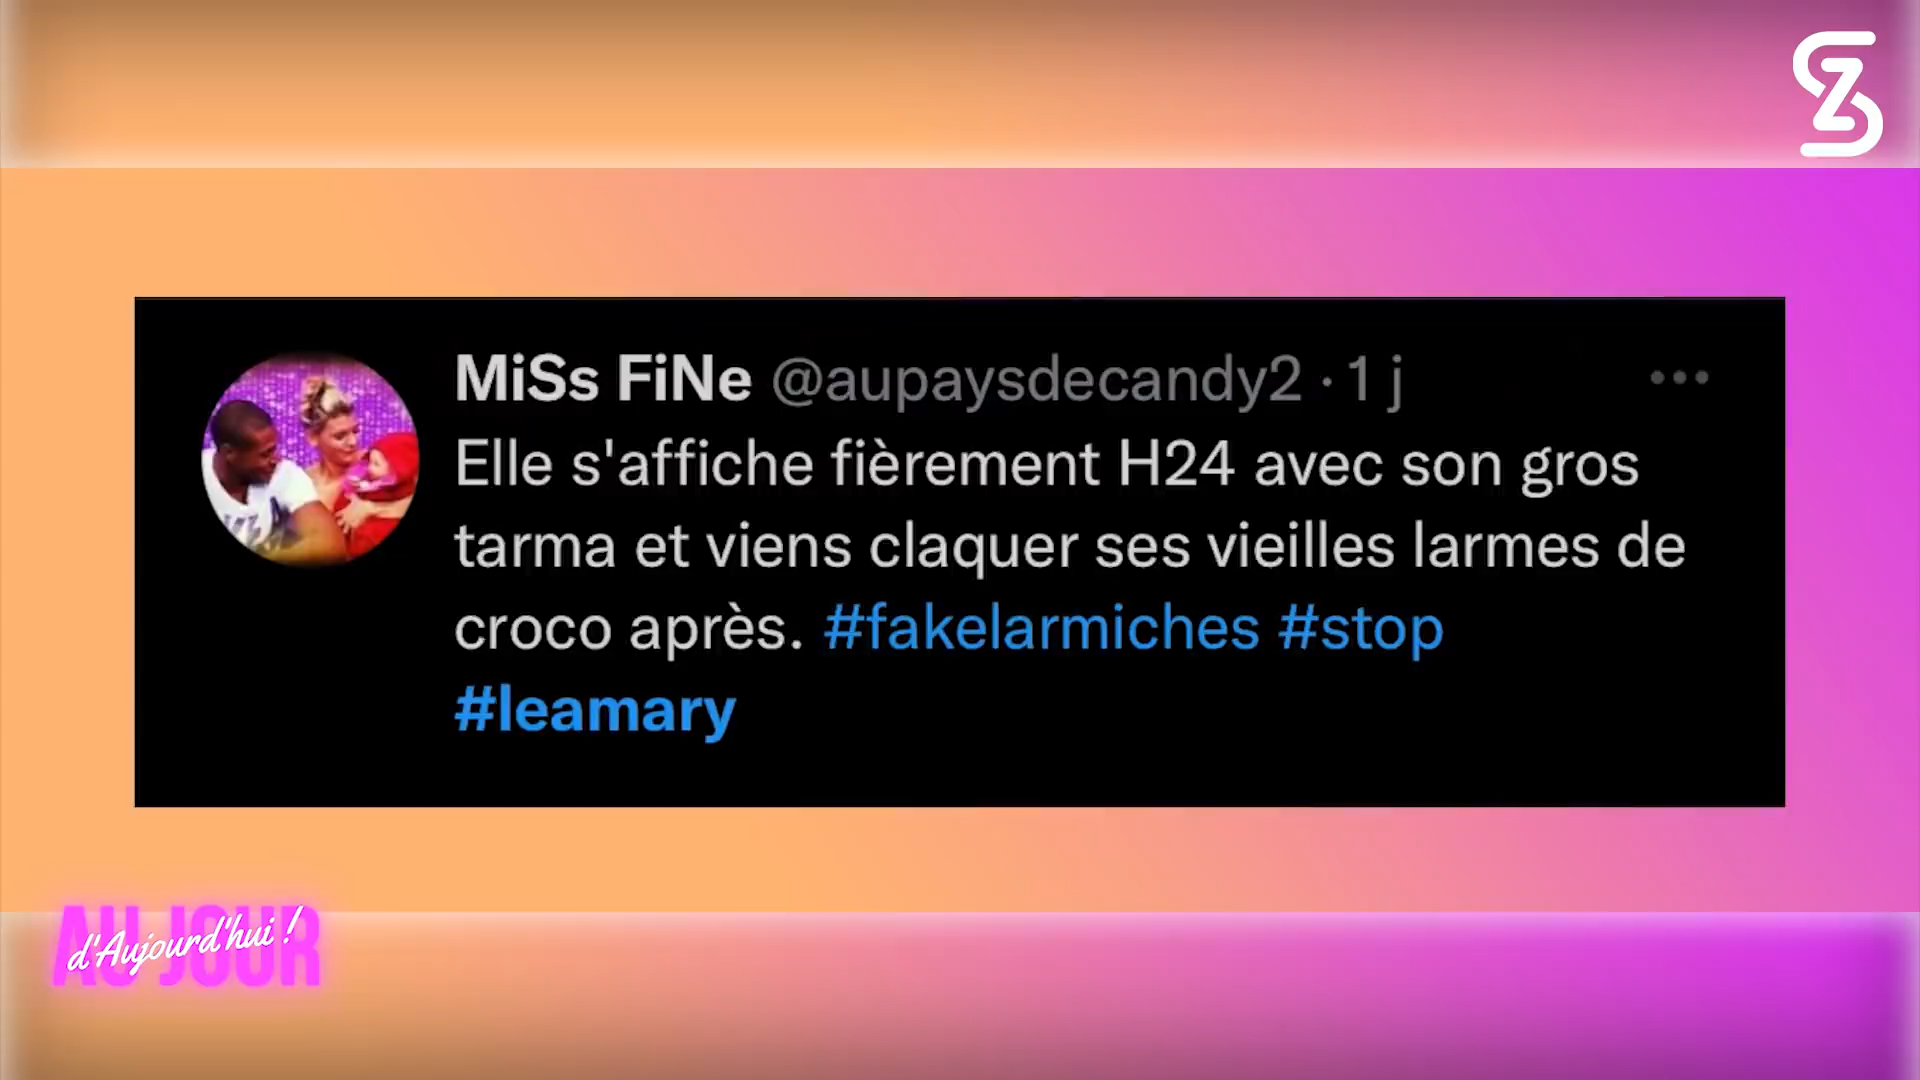 MiSs FiNe @aupaysdecandy2 · 1 j
Elle s'affiche fièrement H24 avec son gros
tarma et viens claquer ses vieilles larmes de
croco après. #fakelarmiches #stop
#leamary
AU JOUR
d'Aujourd'hui !